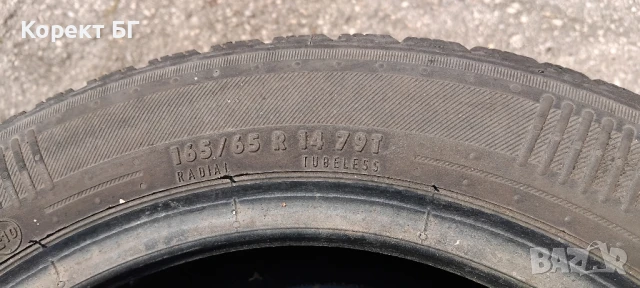 Корект БГ
165/65 R 14 79T
RADIAL TUBELESS
BAZAR